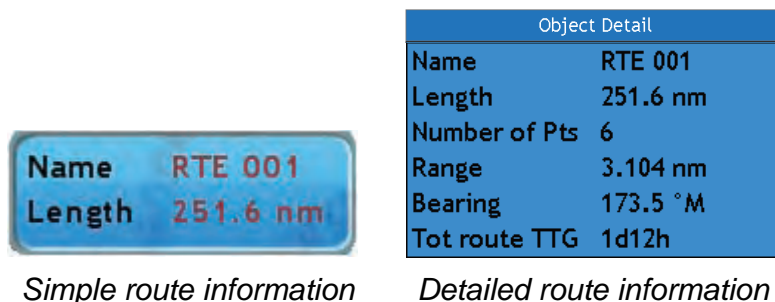 Name RTE 001
Length 251.6 nm
Simple route information
Object Detail
Name RTE 001
Length 251.6 nm
Number of Pts 6
Range 3.104 nm
Bearing 173.5 °M
Tot route TTG 1d12h
Detailed route information